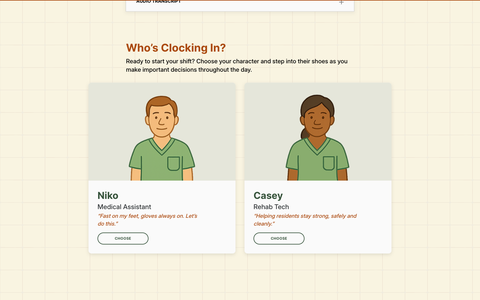 AUDIO TRANSCRIPT
Who's Clocking In?
Ready to start your shift? Choose your character and step into their shoes as you
make important decisions throughout the day.
Niko
Medical Assistant
"Fast on my feet, gloves always on. Let's
do this."
CHOOSE
Casey
Rehab Tech
"Helping residents stay strong, safely and
cleanly."
CHOOSE